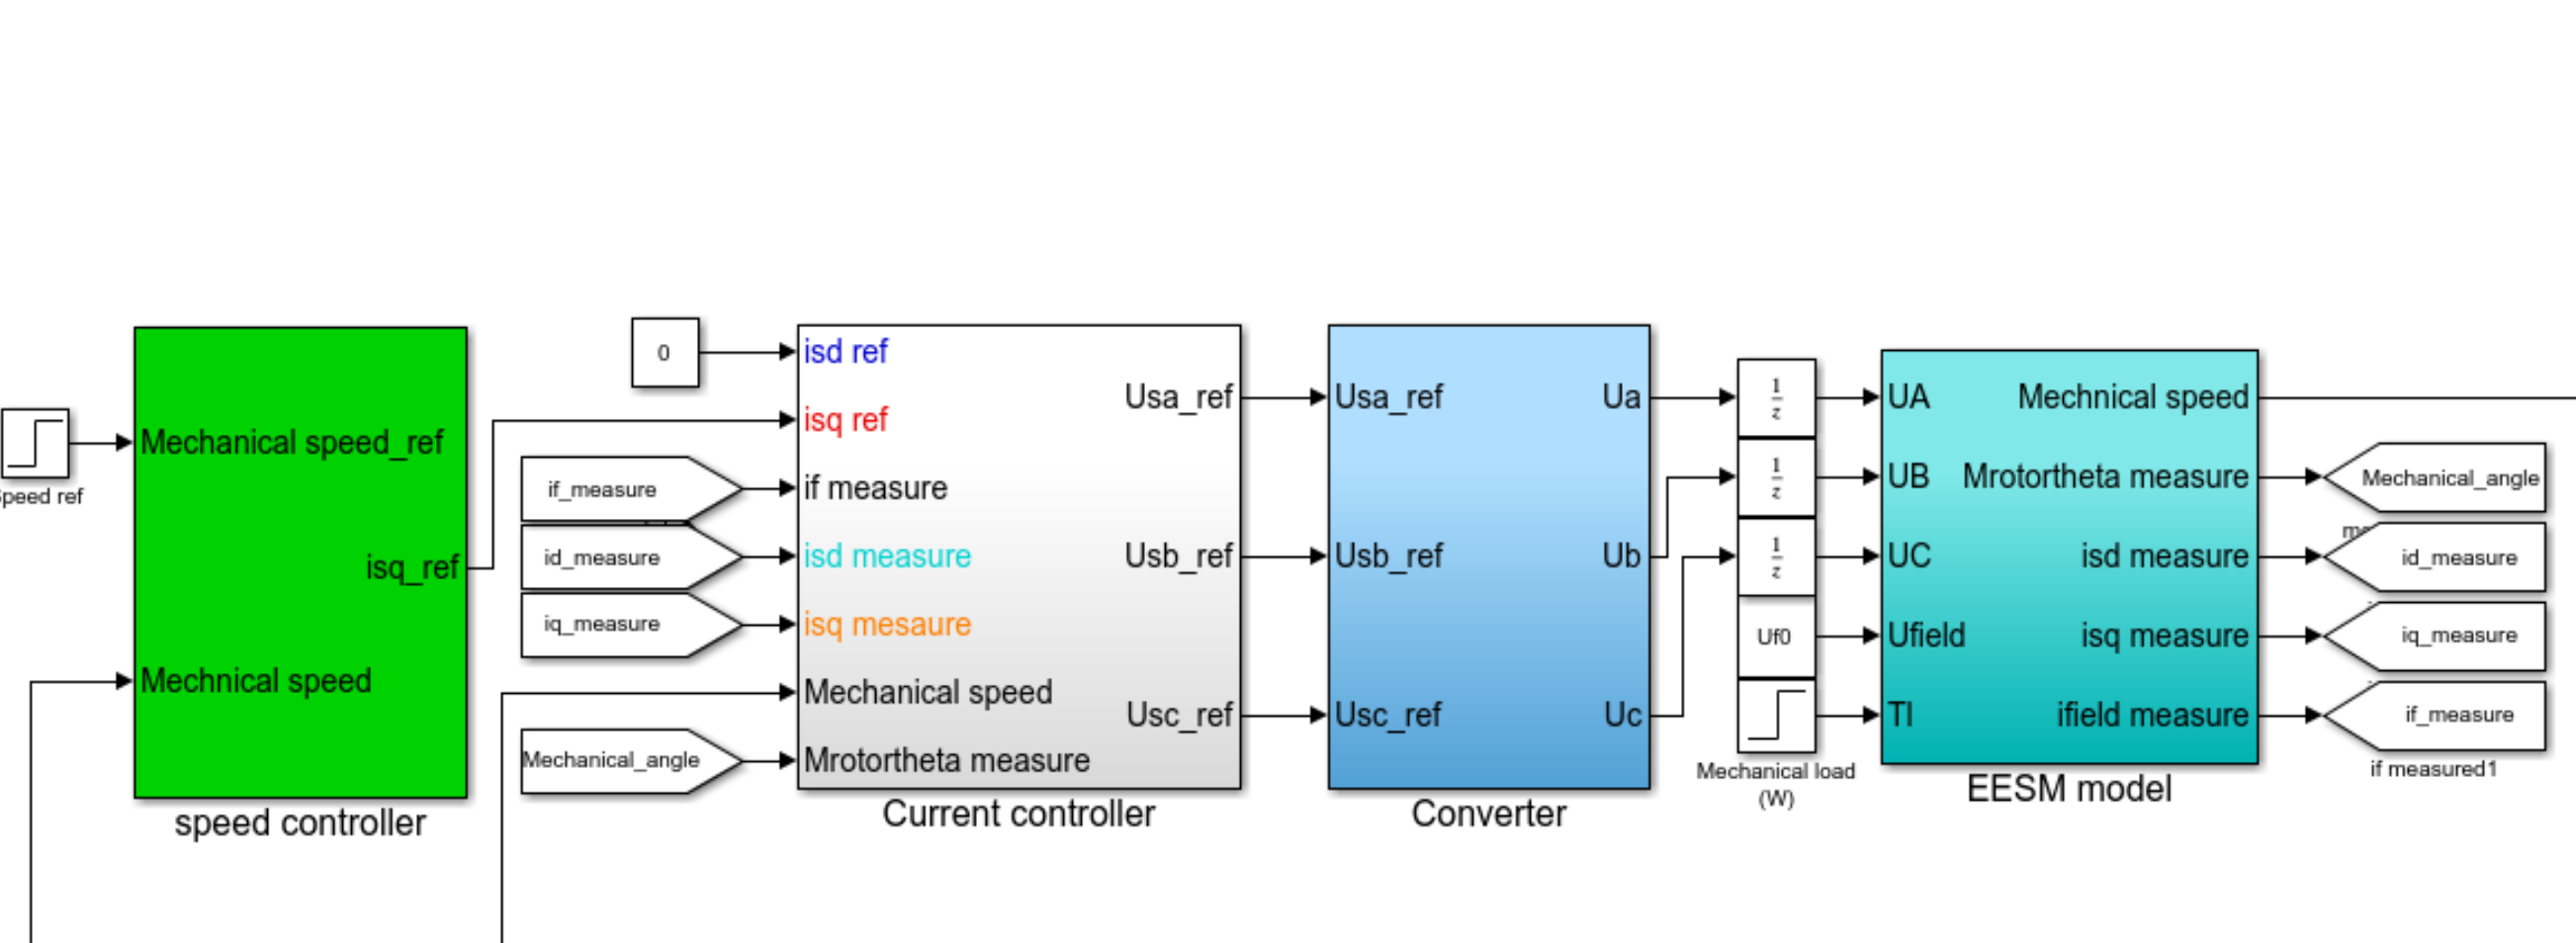 Speed ref
Mechanical speed_ref
isq_ref
Mechnical speed
speed controller
0
if_measure
id_measure
iq_measure
Mechanical_angle
isd ref
isq ref
if measure
isd measure
isq mesaure
Mechanical speed
Mrotortheta measure
Usa_ref
Usb_ref
Usc_ref
Current controller
Usa_ref
Usb_ref
Usc_ref
Ua
Ub
Uc
Converter
1
z
1
z
1
z
Uf0
Mechanical load
(W)
UA
UB
UC
Ufield
Tl
Mechnical speed
Mrotortheta measure
isd measure
isq measure
ifield measure
EESM model
Mechanical_angle
id_measure
iq_measure
if_measure
if measured1